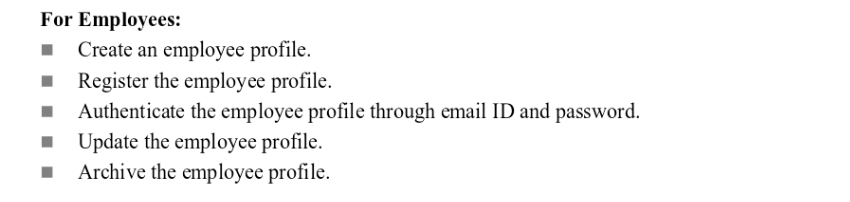 For Employees:
■ Create an employee profile.
■ Register the employee profile.
■ Authenticate the employee profile through email ID and password.
■ Update the employee profile.
■ Archive the employee profile.